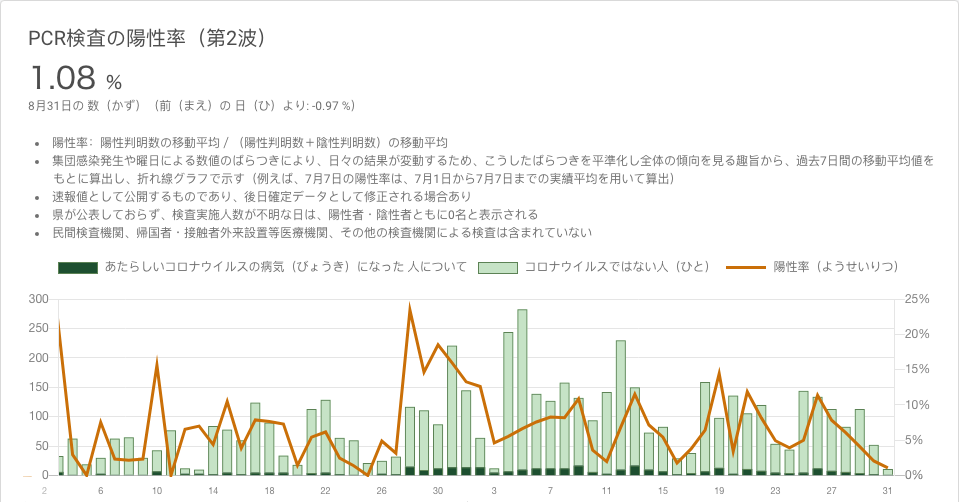 PCR検査の陽性率（第2波）
1.08 %
8月31日の 数（かず）（前（まえ）の 日（ひ）より: -0.97 %）
• 陽性率：陽性判明数の移動平均 / （陽性判明数＋陰性判明数）の移動平均
• 集団感染発生や曜日による数値のばらつきにより、日々の結果が変動するため、こうしたばらつきを平準化し全体の傾向を見る趣旨から、過去7日間の移動平均値を
もとに算出し、折れ線グラフで示す（例えば、7月7日の陽性率は、7月1日から7月7日までの実績平均を用いて算出）
• 速報値として公開するものであり、後日確定データとして修正される場合あり
• 県が公表しておらず、検査実施人数が不明な日は、陽性者・陰性者ともに0名と表示される
• 民間検査機関、帰国者・接触者外来設置等医療機関、その他の検査機関による検査は含まれていない
あたらしいコロナウイルスの病気（びょうき）になった 人について コロナウイルスではない人（ひと） 陽性率（ようせいりつ）
300 25%
250 20%
200 15%
150 10%
100 5%
50 0%
0
2 6 10 14 18 22 26 30 3 7 11 15 19 23 27 31